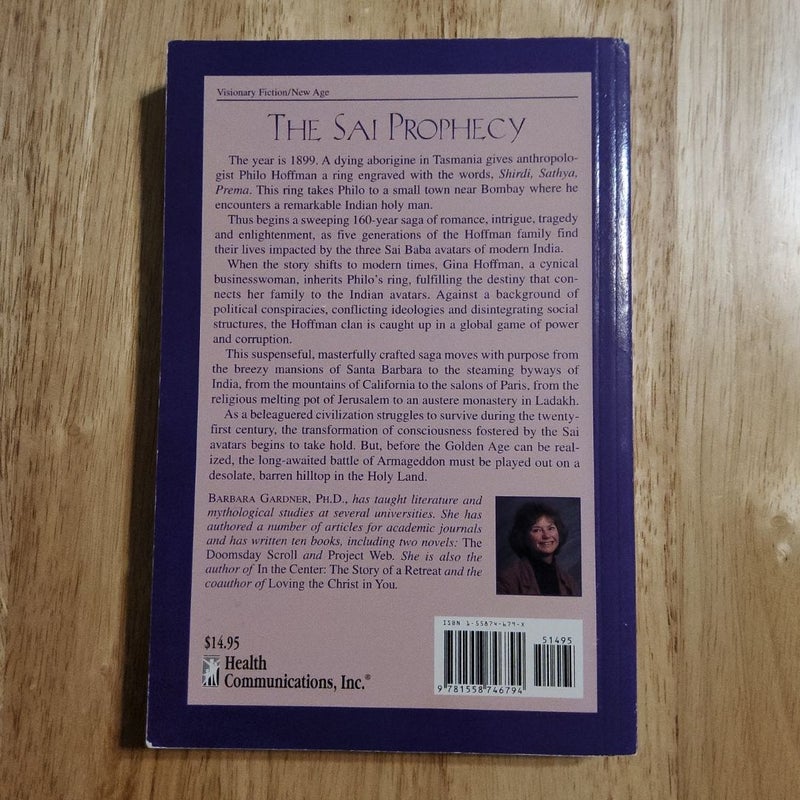 Visionary Fiction/New Age
THE SAI PROPHECY
The year is 1899. A dying aborigine in Tasmania gives anthropolo-
gist Philo Hoffman a ring engraved with the words, Shirdi, Sathya,
Prema. This ring takes Philo to a small town near Bombay where he
encounters a remarkable Indian holy man.
Thus begins a sweeping 160-year saga of romance, intrigue, tragedy
and enlightenment, as five generations of the Hoffman family find
their lives impacted by the three Sai Baba avatars of modern India.
When the story shifts to modern times, Gina Hoffman, a cynical
businesswoman, inherits Philo's ring, fulfilling the destiny that con-
nects her family to the Indian avatars. Against a background of
political conspiracies, conflicting ideologies and disintegrating social
structures, the Hoffman clan is caught up in a global game of power
and corruption.
This suspenseful, masterfully crafted saga moves with purpose from
the breezy mansions of Santa Barbara to the steaming byways of
India, from the mountains of California to the salons of Paris, from the
religious melting pot of Jerusalem to an austere monastery in Ladakh.
As a beleaguered civilization struggles to survive during the twenty-
first century, the transformation of consciousness fostered by the Sai
avatars begins to take hold. But, before the Golden Age can be real-
ized, the long-awaited battle of Armageddon must be played out on a
desolate, barren hilltop in the Holy Land.
BARBARA GARDNER, PH.D., has taught literature and
mythological studies at several universities. She has
authored a number of articles for academic journals
and has written ten books, including two novels: The
Doomsday Scroll and Project Web. She is also the
author of In the Center: The Story of a Retreat and the
coauthor of Loving the Christ in You.
$14.95
Health
Communications, Inc.®
ISBN 1-55874-679-X
51495
9 781558 746794